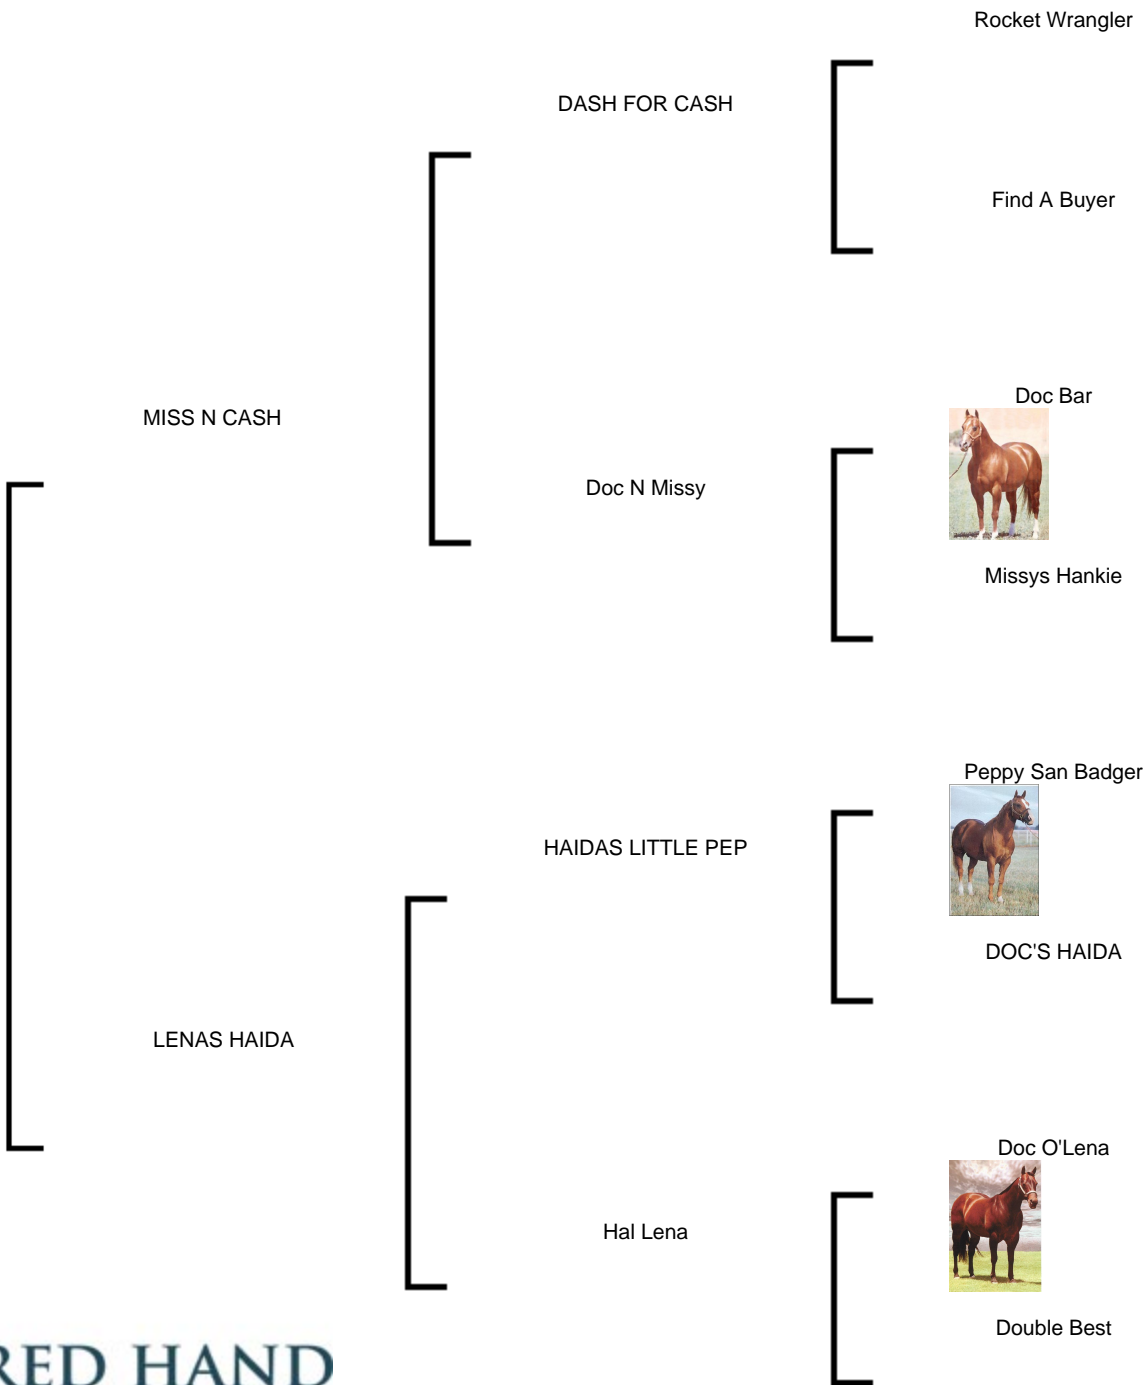 Rocket Wrangler
DASH FOR CASH
Find A Buyer
MISS N CASH
Doc Bar
Doc N Missy
Missys Hankie
Peppy San Badger
HAIDAS LITTLE PEP
DOC'S HAIDA
LENAS HAIDA
Doc O'Lena
Hal Lena
Double Best
RED HAND